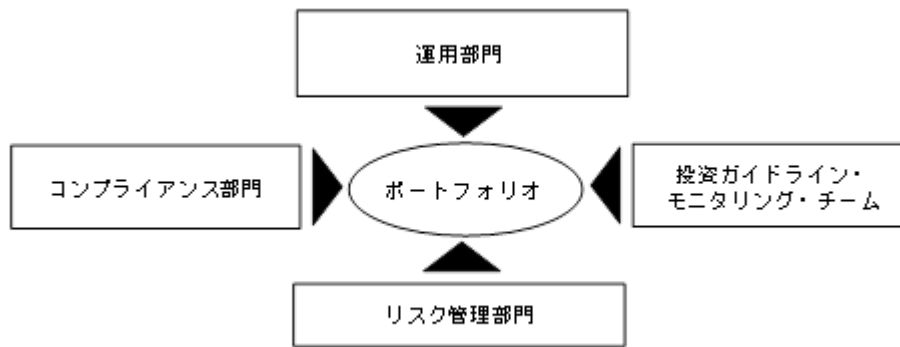 運用部門
コンプライアンス部門
ポートフォリオ
投資ガイドライン・
モニタリング・チーム
リスク管理部門